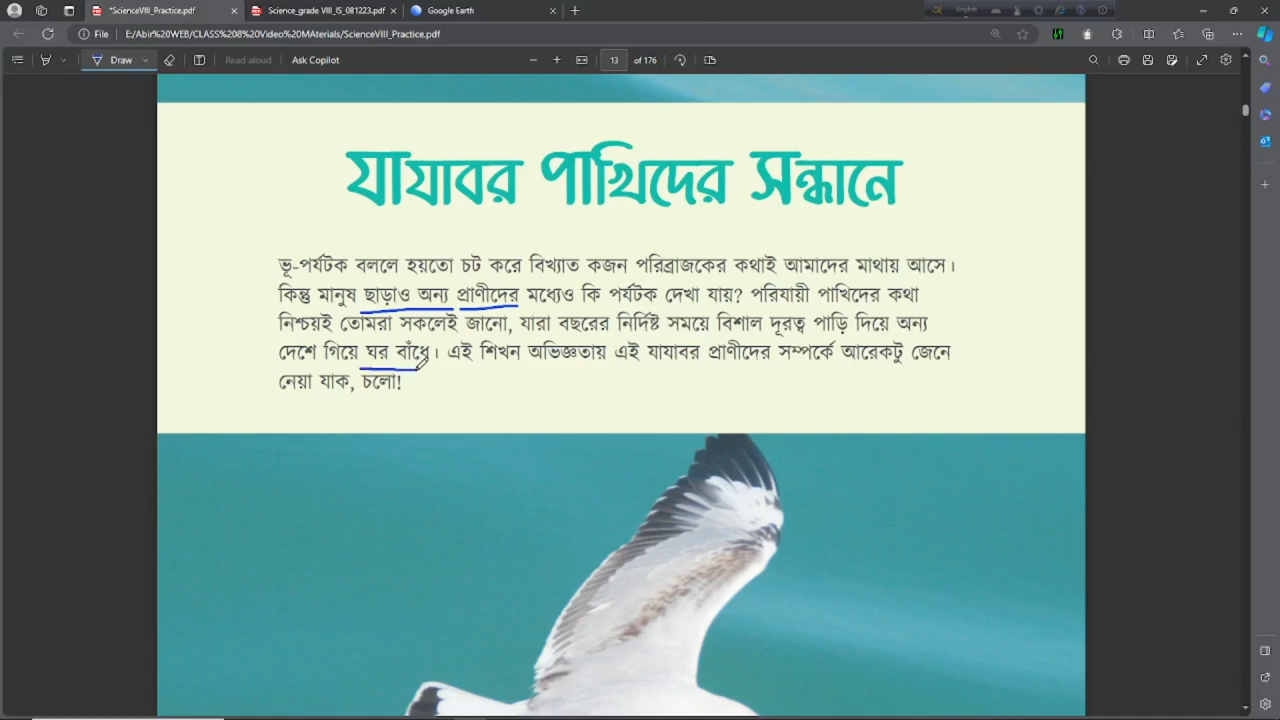 *ScienceVIII_Practice.pdf
Science_grade VIII_IS_081223.pdf
Google Earth
English
File
E:/Abir%20WEB/CLASS%208%20Video%20MAterials/ScienceVIII_Practice.pdf
Draw
Read aloud
Ask Copilot
13
of 176
যাযাবর পাখিদের সন্ধানে
ভূ-পর্যটক বললে হয়তো চট করে বিখ্যাত কজন পরিব্রাজকের কথাই আমাদের মাথায় আসে।
কিন্তু মানুষ ছাড়াও অন্য প্রাণীদের মধ্যেও কি পর্যটক দেখা যায়? পরিযায়ী পাখিদের কথা
নিশ্চয়ই তোমরা সকলেই জানো, যারা বছরের নির্দিষ্ট সময়ে বিশাল দূরত্ব পাড়ি দিয়ে অন্য
দেশে গিয়ে ঘর বাঁধে। এই শিখন অভিজ্ঞতায় এই যাযাবর প্রাণীদের সম্পর্কে আরেকটু জেনে
নেয়া যাক, চলো!